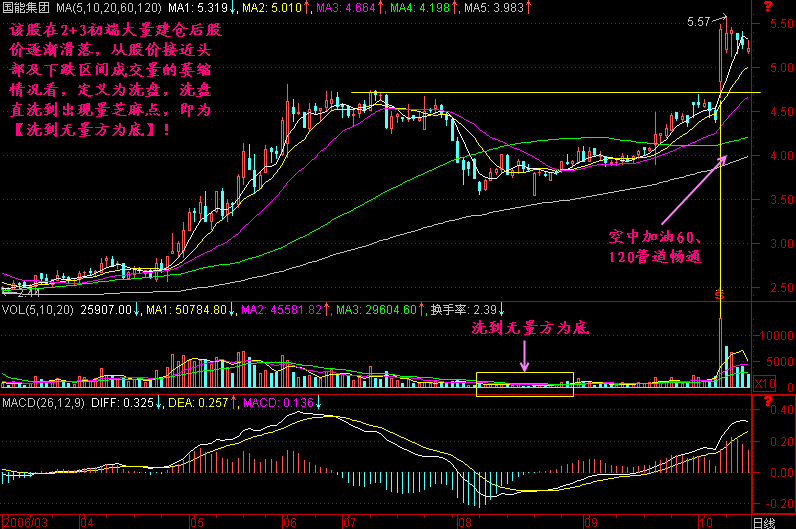 国能集团 MA(5,10,20,60,120) MA1: 5.319↓, MA2: 5.010↑, MA3: 4.664↑, MA4: 4.198↑, MA5: 3.983↑
该股在2+3初端大量建仓后股
价逐渐滑落，从股价接近头
部及下跌区间成交量的萎缩
情况看，定义为洗盘，洗盘
直洗到出现量芝麻点，即为
【洗到无量方为底】！
5.57
?
5.50
5.00
4.50
4.00
3.50
3.00
2.50
空中加油60、
120管道畅通
2.44
S
VOL(5,10,20) 25907.00↓, MA1: 50784.80↓, MA2: 45581.82↑, MA3: 29604.60↑, 换手率: 2.39↓
洗到无量方为底
10000
5000
0
X10
MACD(26,12,9) DIFF: 0.325↓, DEA: 0.257↑, MACD: 0.136↓
?
0.40
0.20
0.00
-0.20
2006/03 04 05 06 07 08 09 10 日线